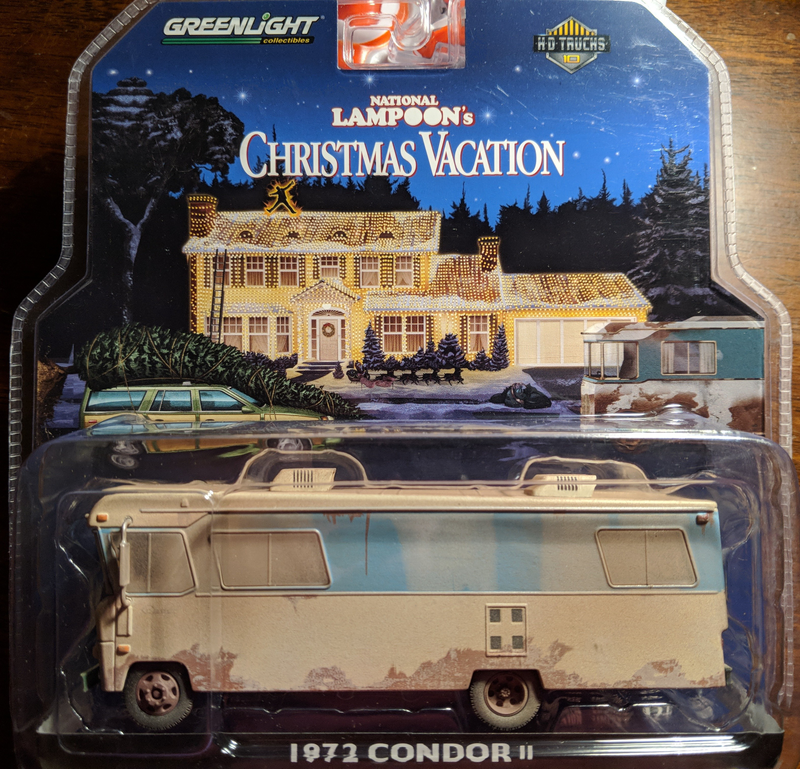 GREENLiGHT
collectibles
H·D TRUCKS
10
NATIONAL
LAMPOON's
CHRISTMAS VACATION
1972 CONDOR II